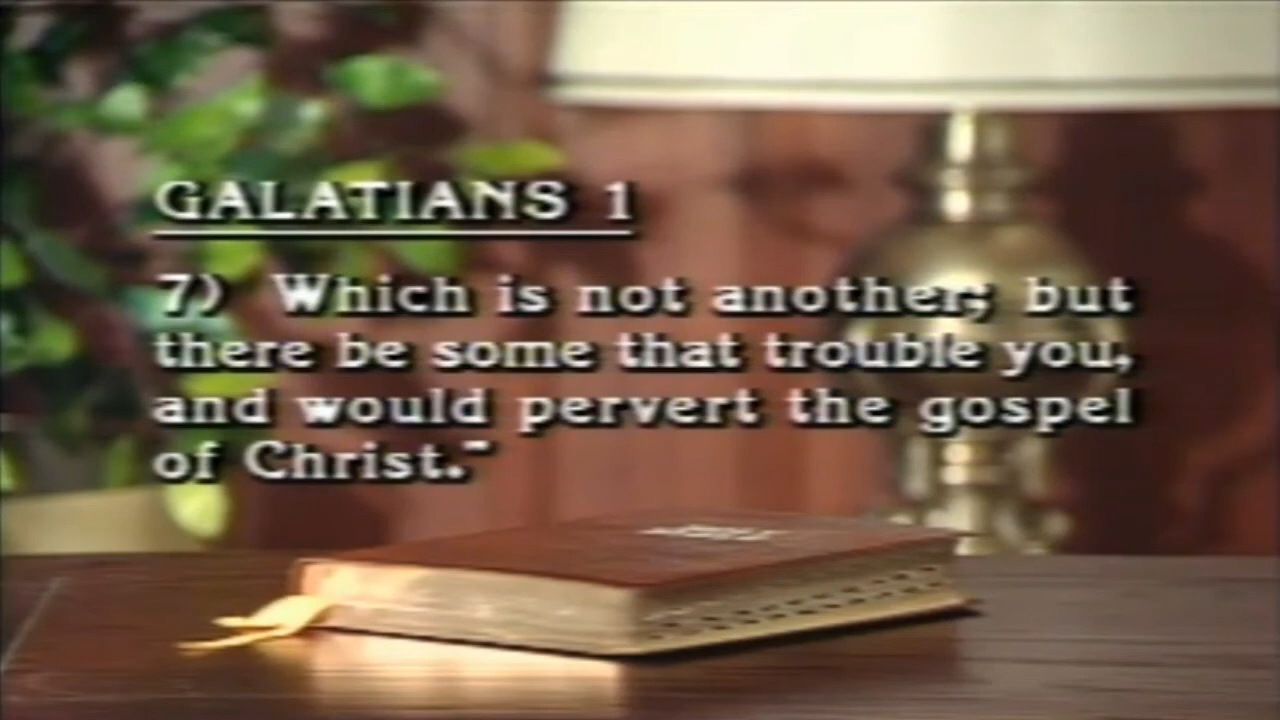 GALATIANS 1
7) Which is not another; but
there be some that trouble you,
and would pervert the gospel
of Christ."